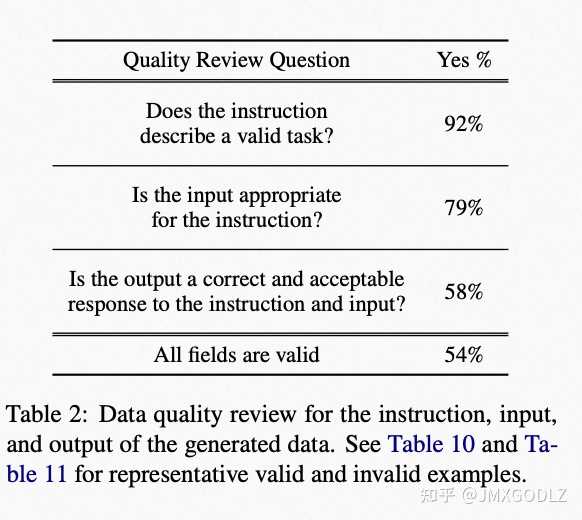 Quality Review Question Yes %
Does the instruction
describe a valid task? 92%
Is the input appropriate
for the instruction? 79%
Is the output a correct and acceptable
response to the instruction and input? 58%
All fields are valid 54%
Table 2: Data quality review for the instruction, input,
and output of the generated data. See Table 10 and Ta-
ble 11 for representative valid and invalid examples.
知乎 @JMXGODLZ